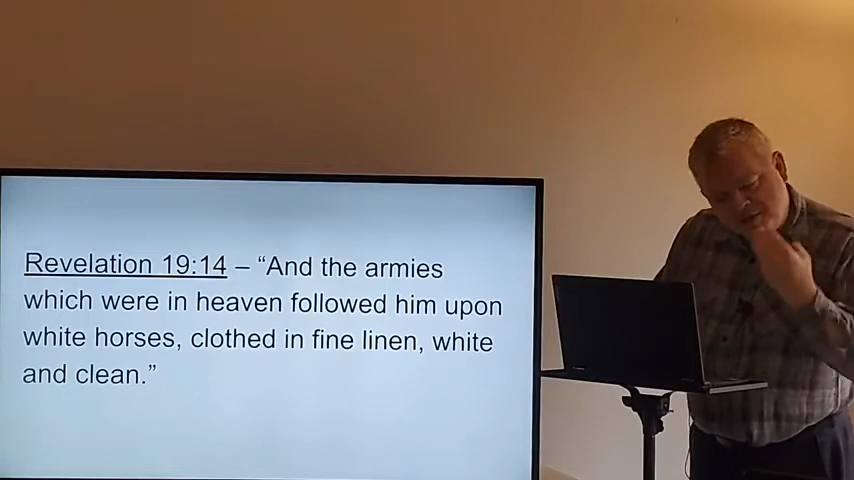 Revelation 19:14 – “And the armies
which were in heaven followed him upon
white horses, clothed in fine linen, white
and clean.”